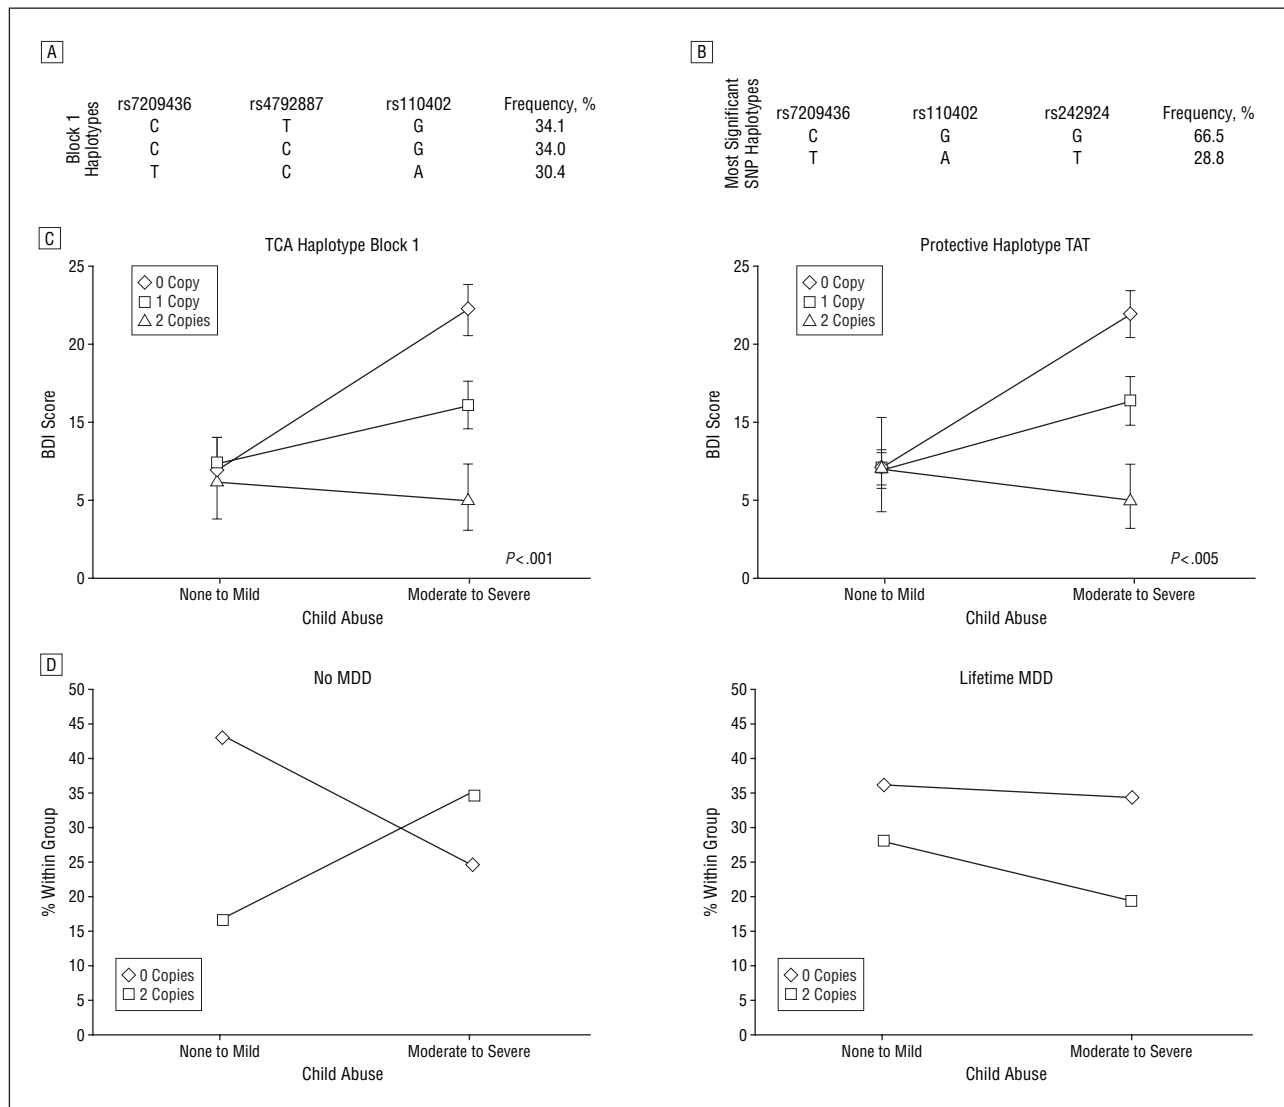 A
Block 1
Haplotypes
rs7209436 rs4792887 rs110402 Frequency, %
C T G 34.1
C C G 34.0
T C A 30.4
B
Most Significant
SNP Haplotypes
rs7209436 rs110402 rs242924 Frequency, %
C G G 66.5
T A T 28.8
C
TCA Haplotype Block 1
25
20
15
5
0
BDI Score
0 Copy
1 Copy
2 Copies
P<.001
None to Mild Moderate to Severe
Child Abuse
Protective Haplotype TAT
25
20
15
5
0
BDI Score
0 Copy
1 Copy
2 Copies
P<.005
None to Mild Moderate to Severe
Child Abuse
D
No MDD
50
45
40
35
30
25
20
15
10
5
0
% Within Group
0 Copies
2 Copies
None to Mild Moderate to Severe
Child Abuse
Lifetime MDD
50
45
40
35
30
25
20
15
10
5
0
% Within Group
0 Copies
2 Copies
None to Mild Moderate to Severe
Child Abuse